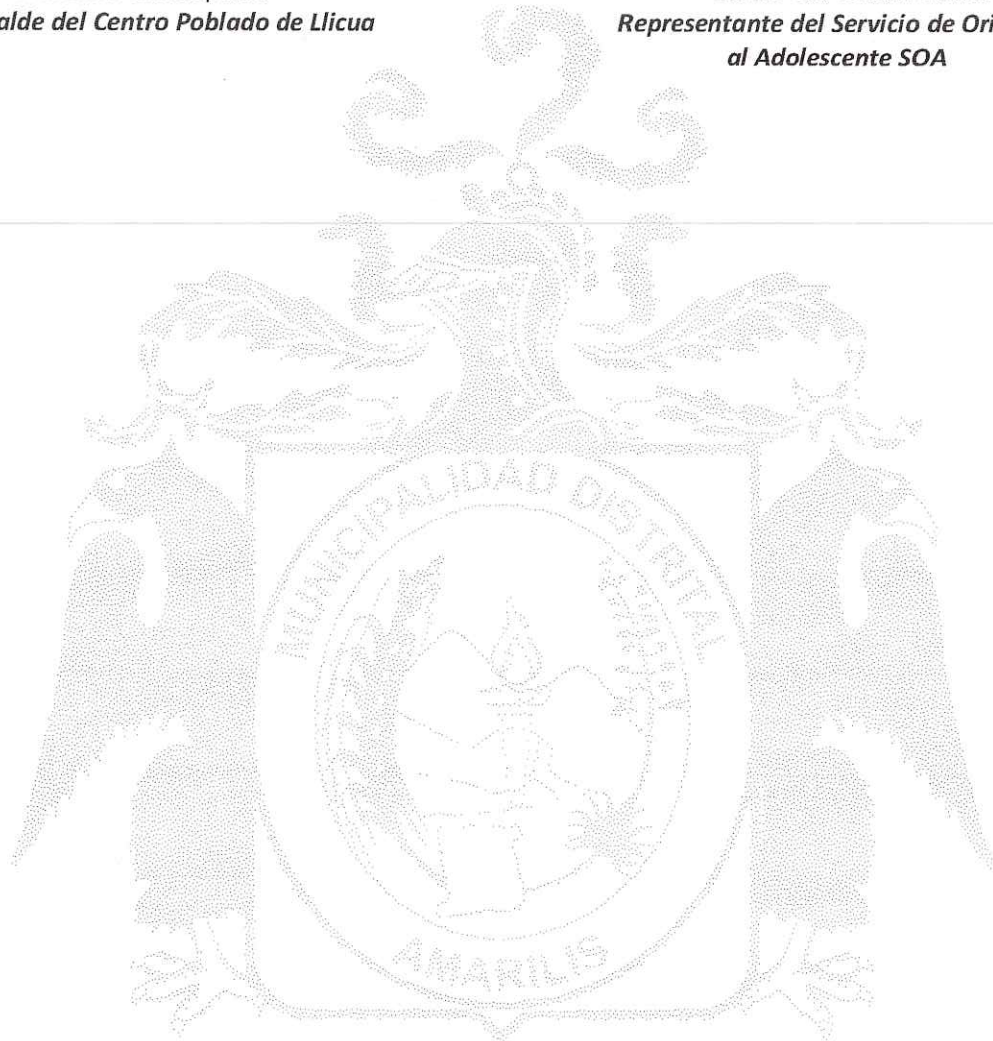 alde del Centro Poblado de Llicua
Representante del Servicio de Ori
al Adolescente SOA
MUNICIPALIDAD DISTRITAL
AMARILIS